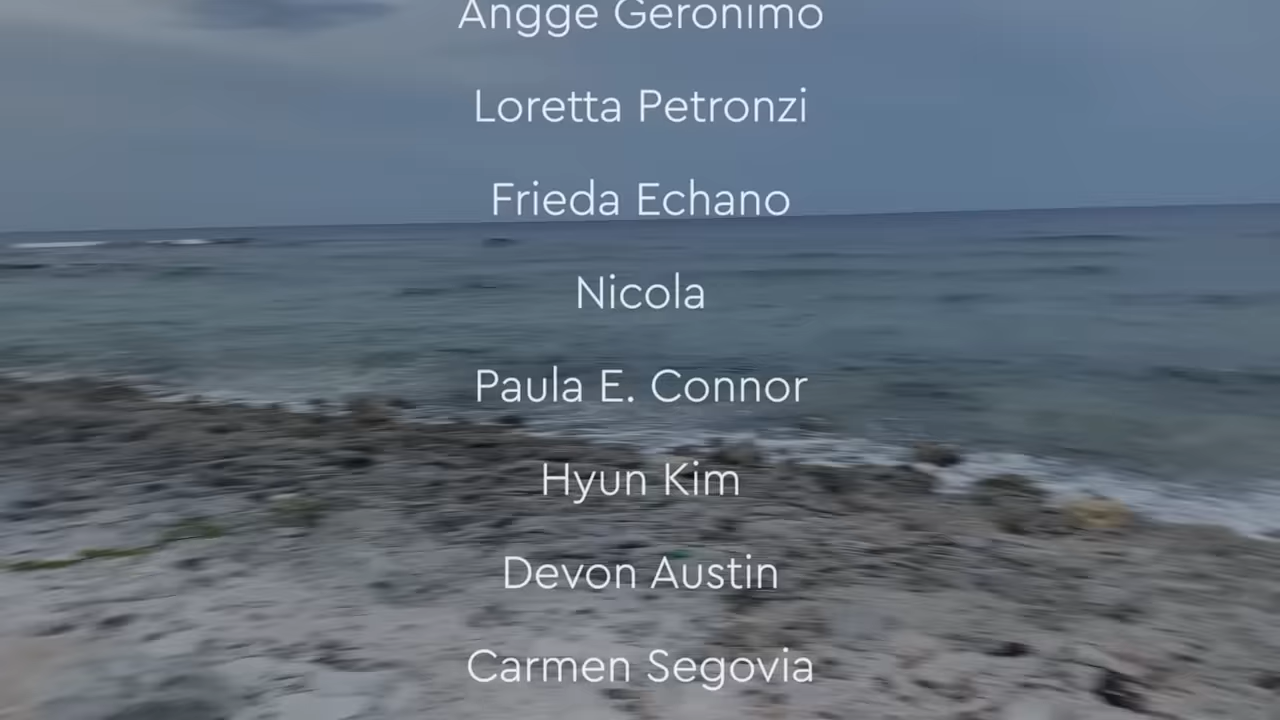 Angge Geronimo
Loretta Petronzi
Frieda Echano
Nicola
Paula E. Connor
Hyun Kim
Devon Austin
Carmen Segovia